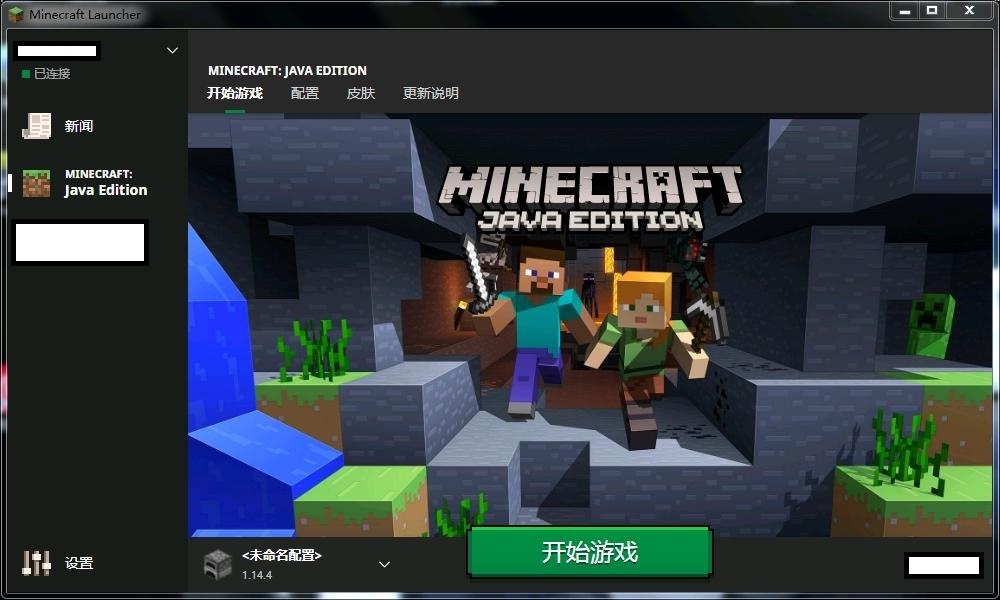 Minecraft Launcher
已连接
新闻
MINECRAFT:
Java Edition
设置
MINECRAFT: JAVA EDITION
开始游戏 配置 皮肤 更新说明
MINECRAFT
JAVA EDITION
<未命名配置>
1.14.4
开始游戏